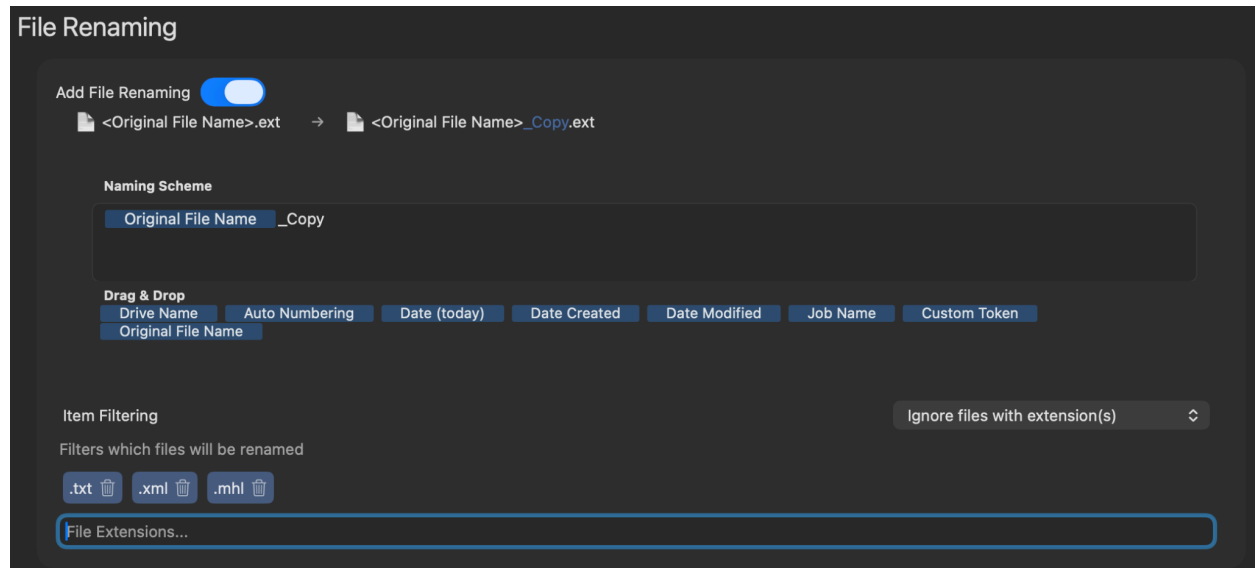 File Renaming
Add File Renaming
<Original File Name>.ext → <Original File Name>_Copy.ext
Naming Scheme
Original File Name _Copy
Drag & Drop
Drive Name Auto Numbering Date (today) Date Created Date Modified Job Name Custom Token
Original File Name
Item Filtering Ignore files with extension(s)
Filters which files will be renamed
.txt .xml .mhl
File Extensions...